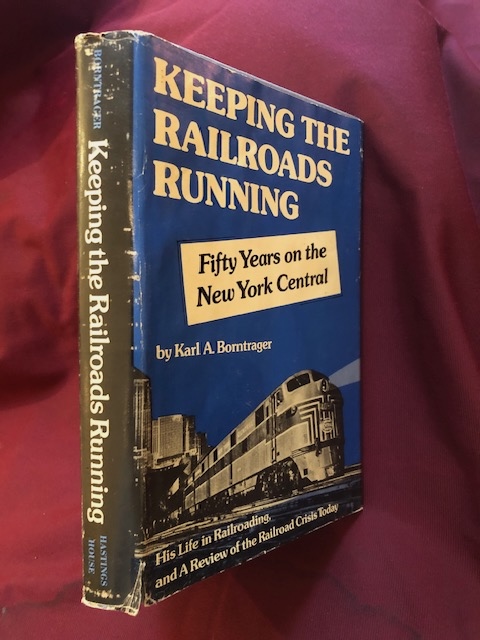 BORNTRAGER
Keeping the Railroads Running
HASTINGS
HOUSE
KEEPING THE
RAILROADS
RUNNING
Fifty Years on the
New York Central
by Karl A. Borntrager
His Life in Railroading,
and A Review of the Railroad Crisis Today